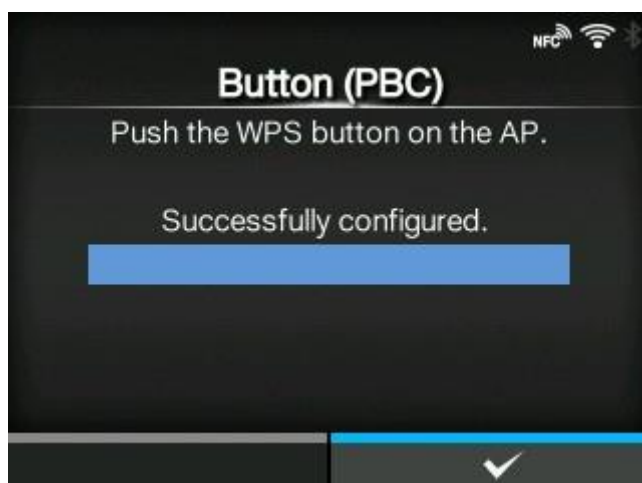 NFC
Button (PBC)
Push the WPS button on the AP.
Successfully configured.